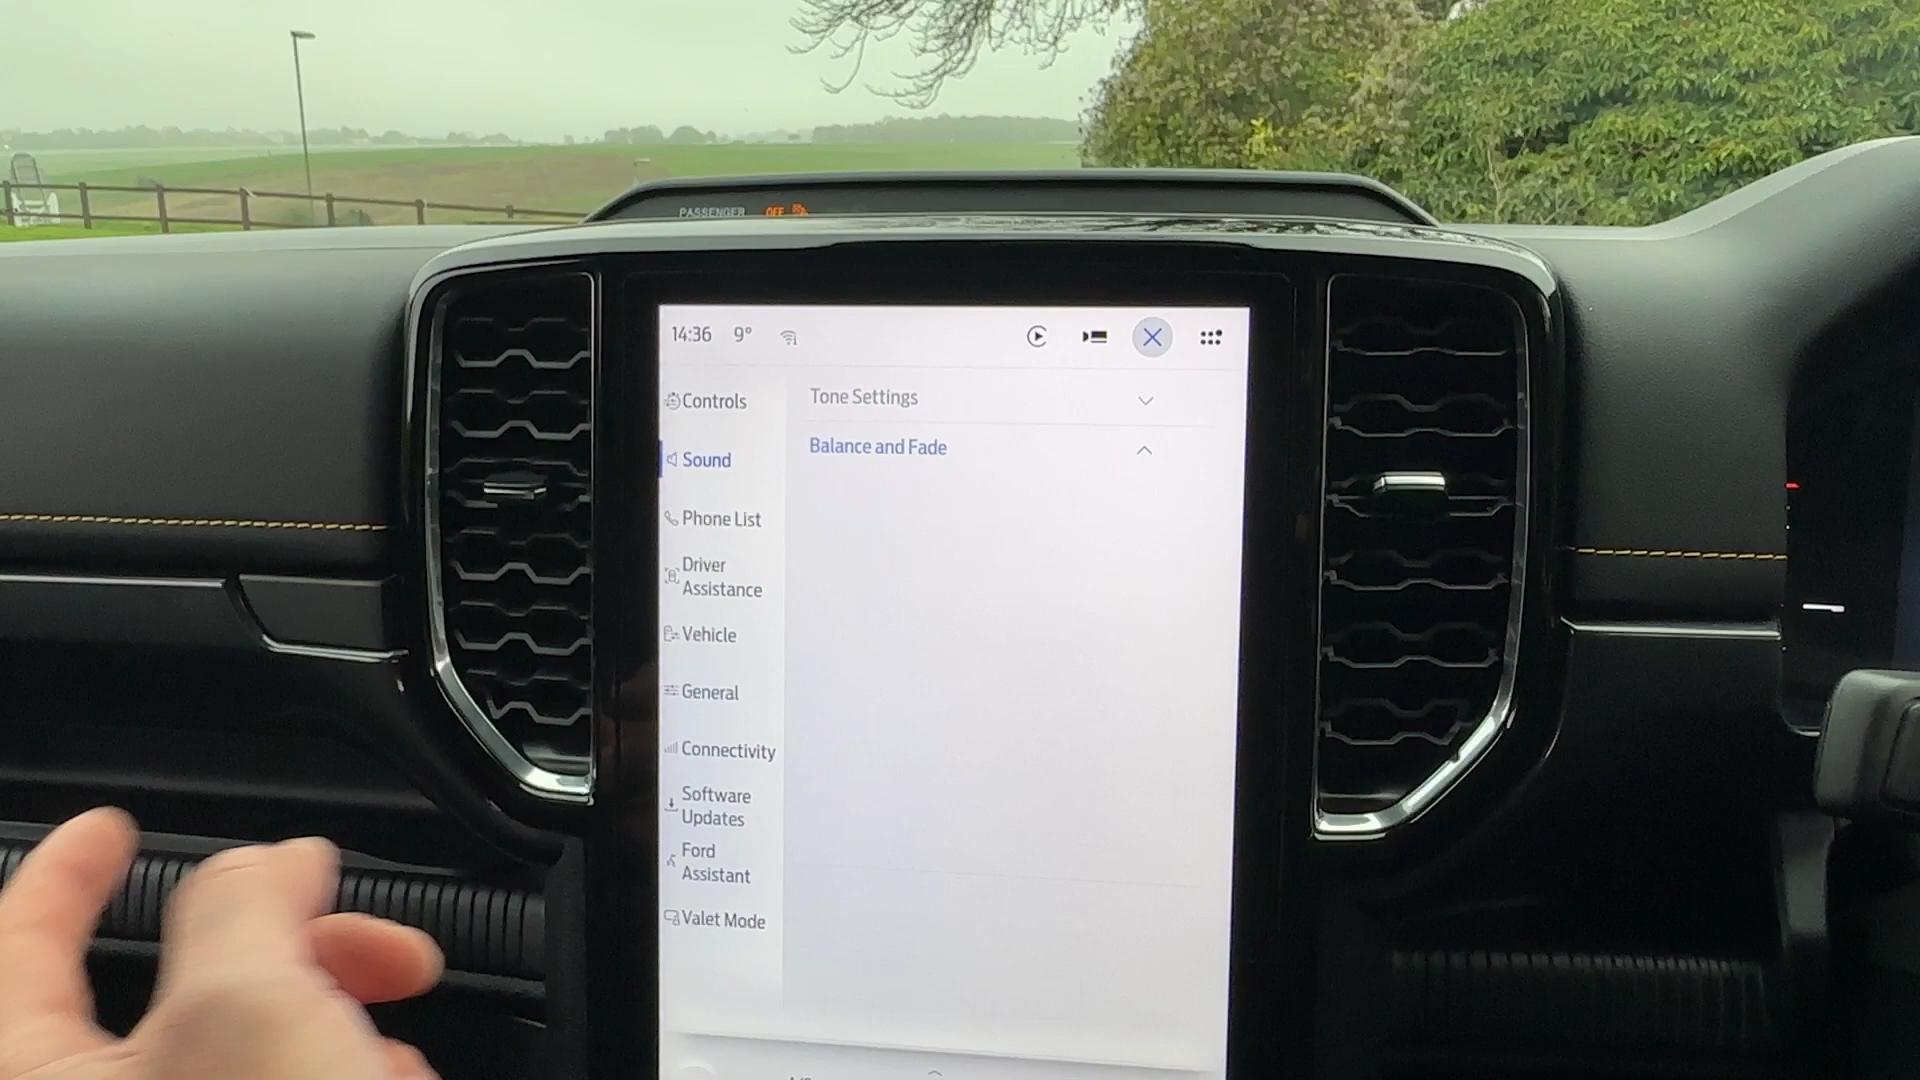 PASSENGER OFF
14:36 9°
Controls
Sound
Phone List
Driver
Assistance
Vehicle
General
Connectivity
Software
Updates
Ford
Assistant
Valet Mode
Tone Settings
Balance and Fade